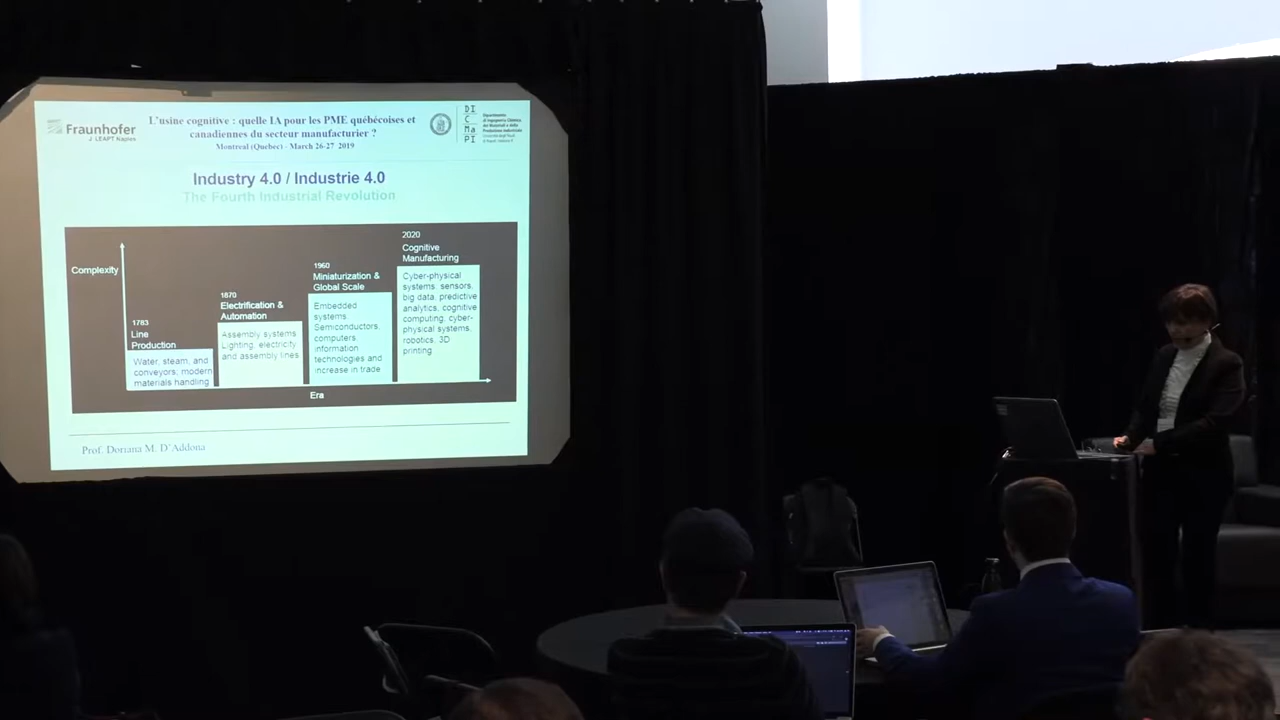 Fraunhofer
J. LEAPT Naples
L'usine cognitive : quelle IA pour les PME québécoises et
canadiennes du secteur manufacturier ?
Montreal (Quebec) - March 26-27 2019
DI
C
Ma
PI
Industry 4.0 / Industrie 4.0
The Fourth Industrial Revolution
Complexity
1783
Line
Production
Water, steam, and
conveyors; modern
materials handling
1870
Electrification &
Automation
Assembly systems
Lighting, electricity
and assembly lines
1960
Miniaturization &
Global Scale
Embedded
systems
Semiconductors,
computers
information
technologies and
increase in trade
2020
Cognitive
Manufacturing
Cyber-physical
systems, sensors,
big data, predictive
analytics, cognitive
computing; cyber-
physical systems,
robotics, 3D
printing
Era
Prof. Doriana M. D'Addona